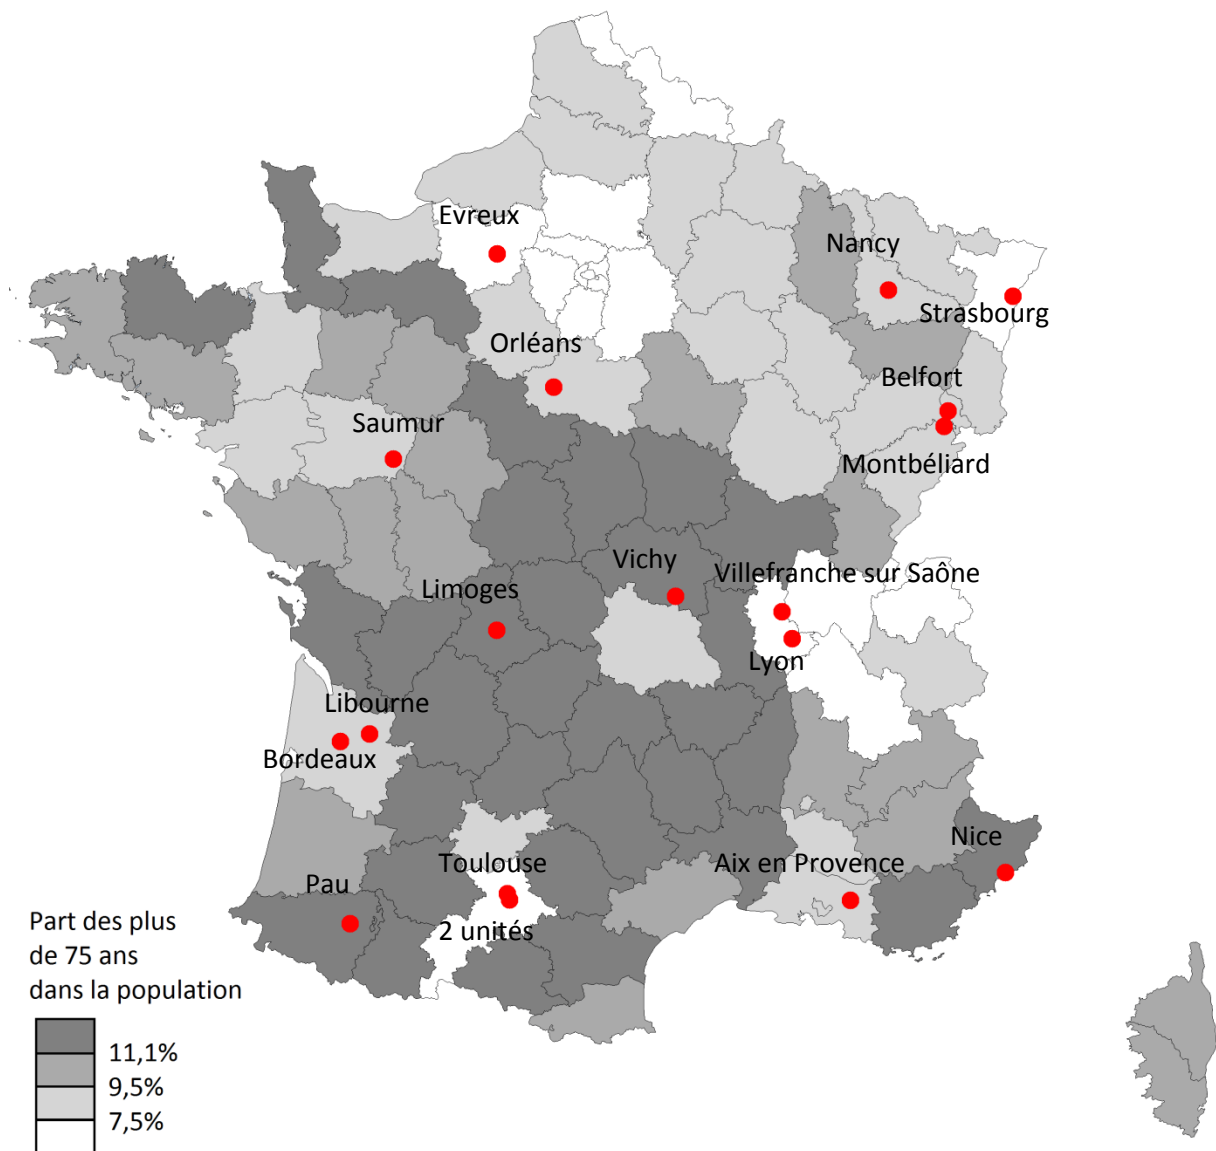 Evreux
Nancy
Strasbourg
Orléans
Belfort
Saumur
Montbéliard
Vichy
Villefranche sur Saône
Limoges
Lyon
Libourne
Bordeaux
Nice
Toulouse
Aix en Provence
Pau
2 unités
Part des plus
de 75 ans
dans la population
11,1%
9,5%
7,5%